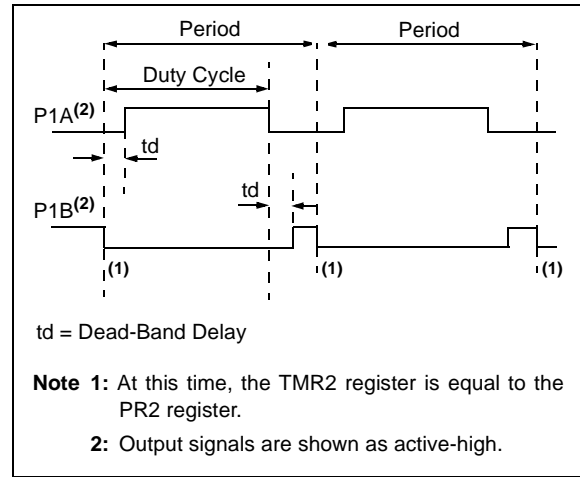 Period Period
Duty Cycle
P1A(2)
td
td
P1B(2)
(1) (1) (1)
td = Dead-Band Delay
Note 1: At this time, the TMR2 register is equal to the
PR2 register.
2: Output signals are shown as active-high.